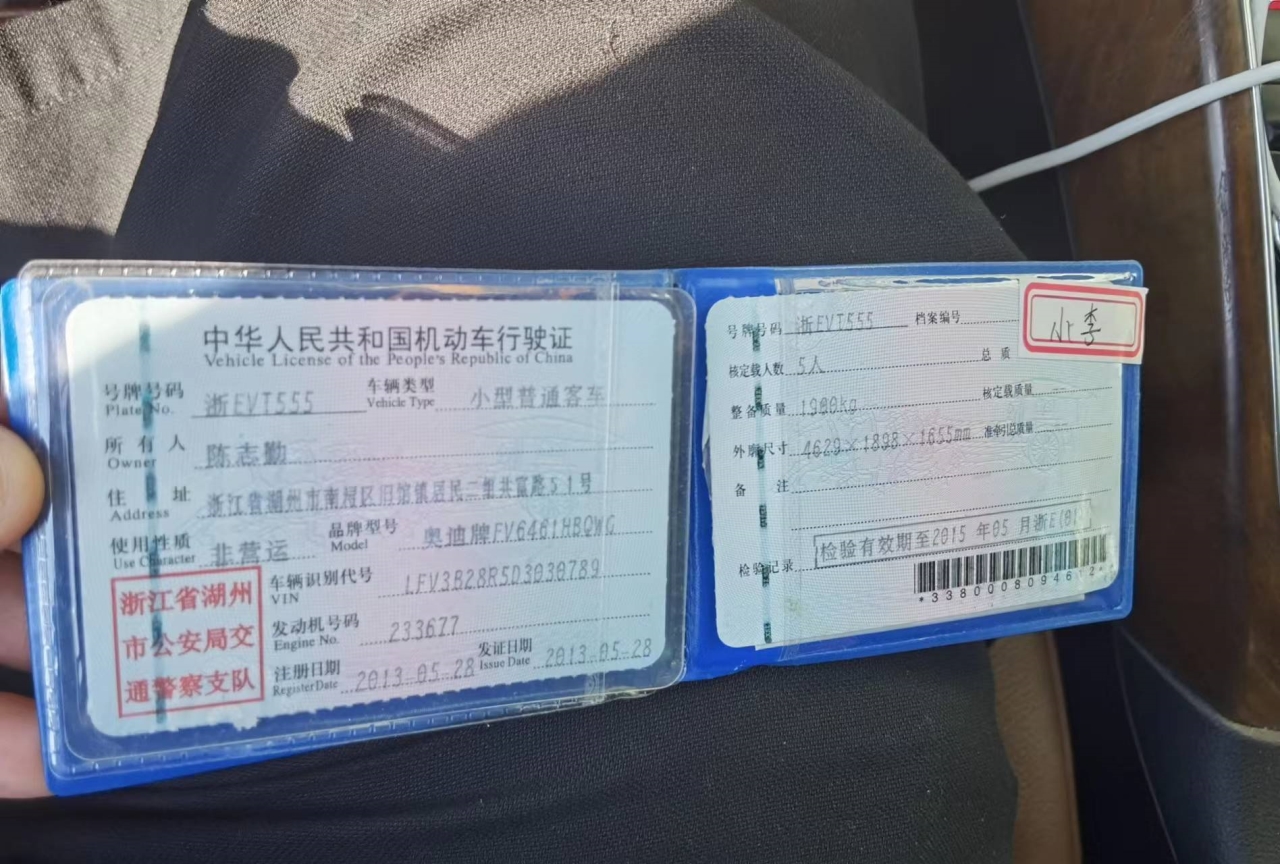 中华人民共和国机动车行驶证
Vehicle License of the People's Republic of China
号牌号码 浙EVT555 车辆类型 小型普通客车
Plate No. Vehicle Type
所有人 陈志勤
Owner
住址 浙江省湖州市南浔区旧馆镇居民二组共富路51号
Address
使用性质 非营运 品牌型号 奥迪牌FV6461HBQWG
Use Character Model
浙江省湖州
市公安局交
通警察支队
车辆识别代号 LFV3B28R5D3030789
VIN
发动机号码 233677
Engine No.
注册日期 2013-05-28 发证日期 2013-05-28
Register Date Issue Date
号牌号码 浙EVT555 档案编号
小李
核定载人数 5人 总质
整备质量 1900kg 核定载质量
外廓尺寸 4629×1898×1655mm 准牵引总质量
备注
检验记录 检验有效期至2015年05月浙E
*3380008094612*